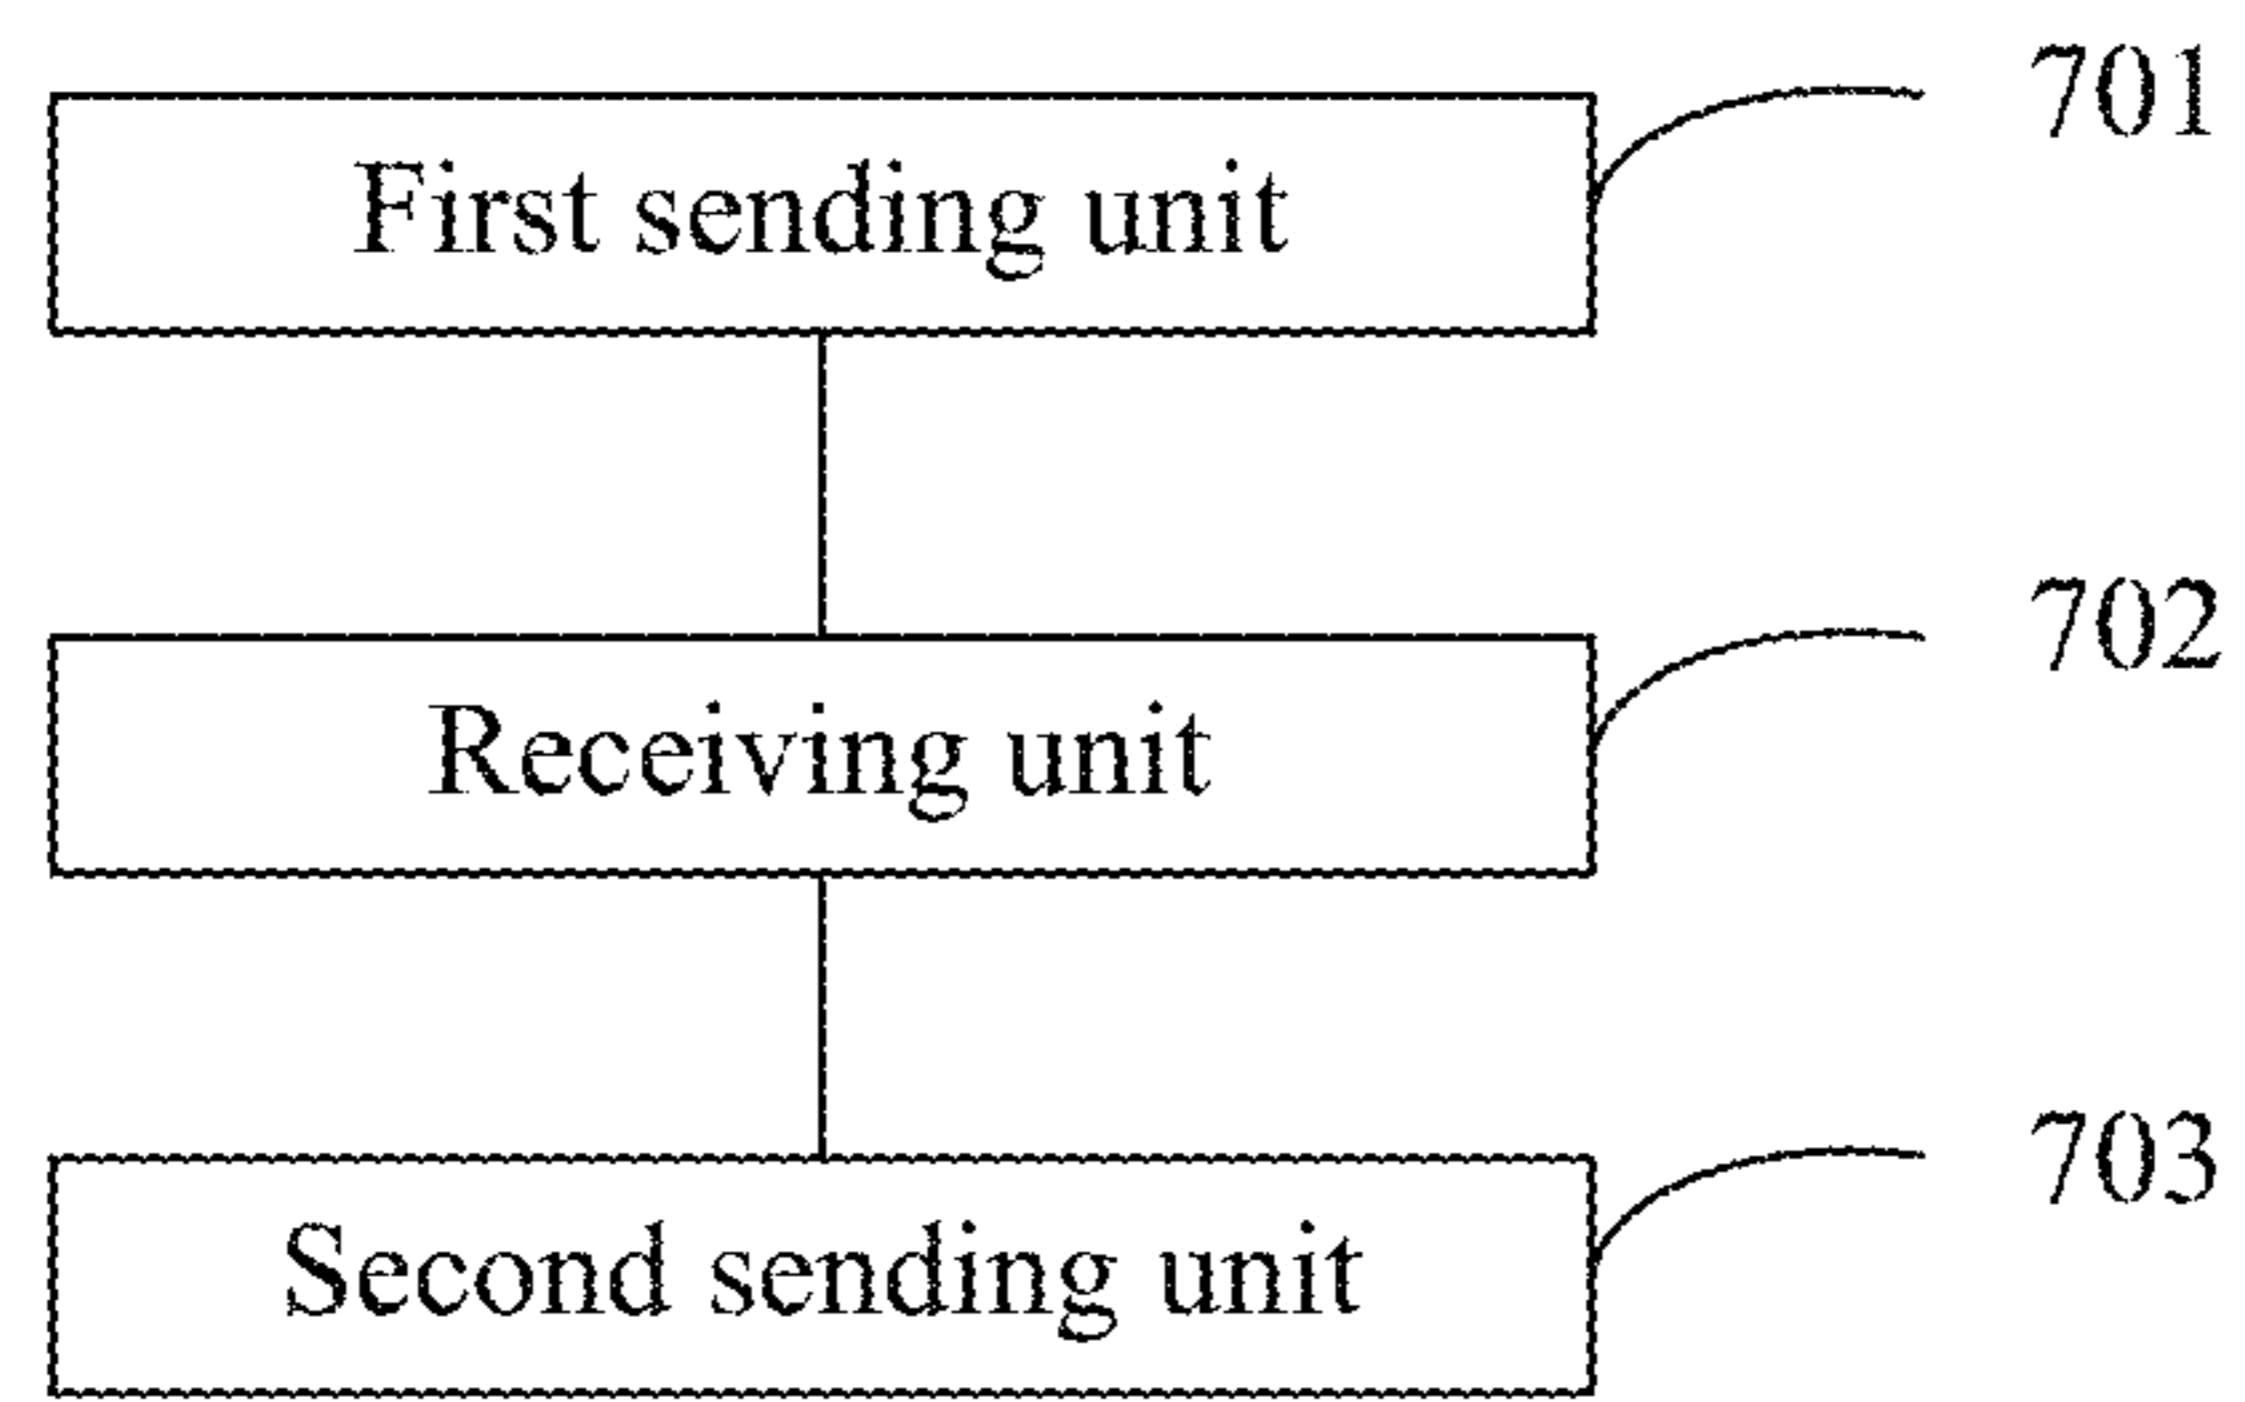 701
First sending unit
702
Receiving unit
703
Second sending unit